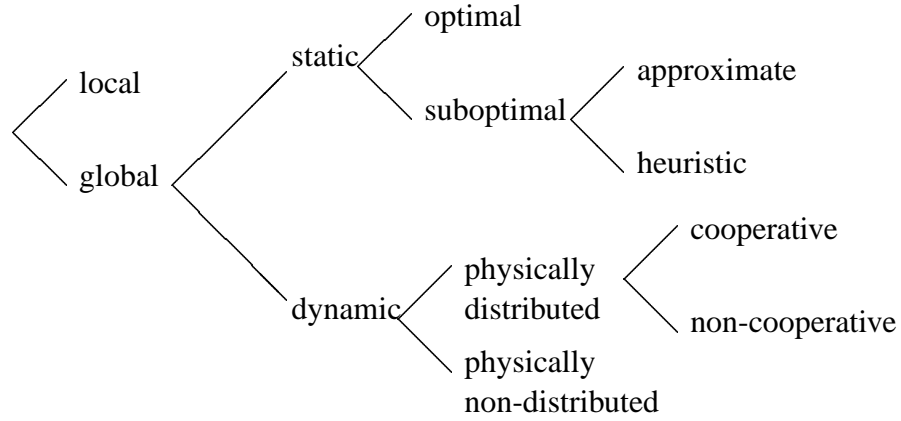 local
global
static
dynamic
optimal
suboptimal
approximate
heuristic
physically
distributed
physically
non-distributed
cooperative
non-cooperative